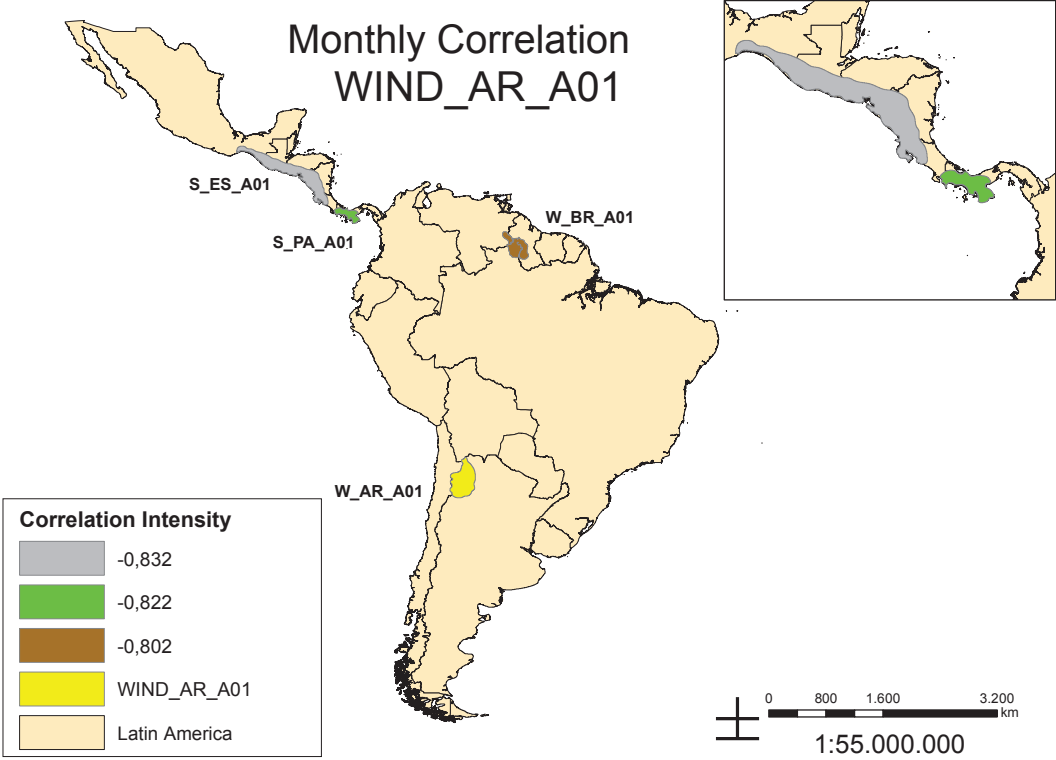 Monthly Correlation
WIND_AR_A01
S_ES_A01
S_PA_A01
W_BR_A01
W_AR_A01
Correlation Intensity
-0,832
-0,822
-0,802
WIND_AR_A01
Latin America
0 800 1.600 3.200
km
1:55.000.000